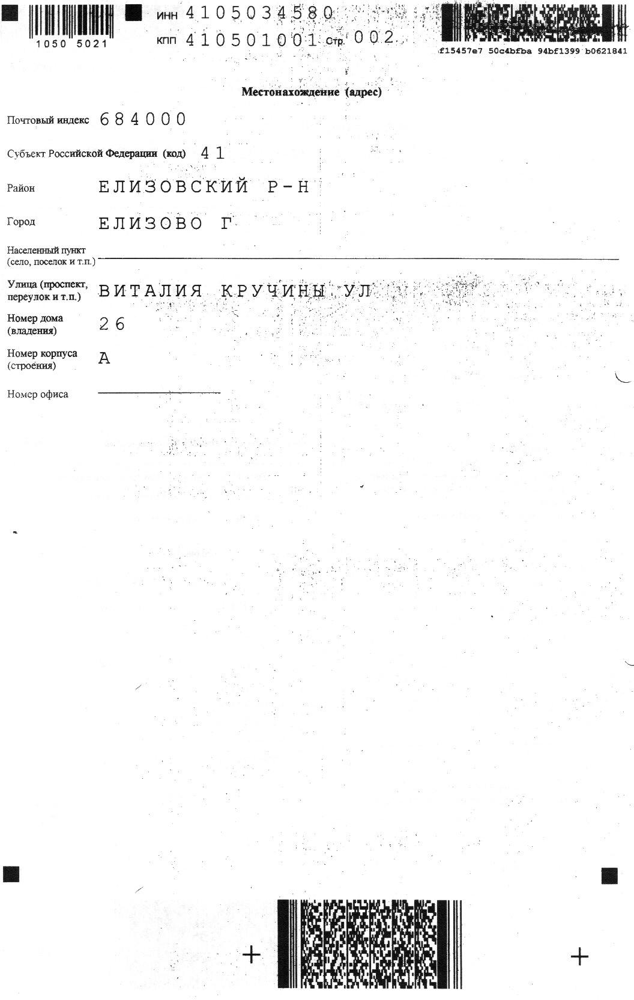 1050 5021
ИНН 4105034580
КПП 410501001 Стр. 002
f15457e7 50c4bfba 94bf1399 b0621841
Местонахождение (адрес)
Почтовый индекс 684000
Субъект Российской Федерации (код) 41
Район ЕЛИЗОВСКИЙ Р-Н
Город ЕЛИЗОВО Г
Населенный пункт
(село, поселок и т.п.)
Улица (проспект,
переулок и т.п.) ВИТАЛИЯ КРУЧИНЫ УЛ
Номер дома
(владения) 26
Номер корпуса
(строения) А
Номер офиса